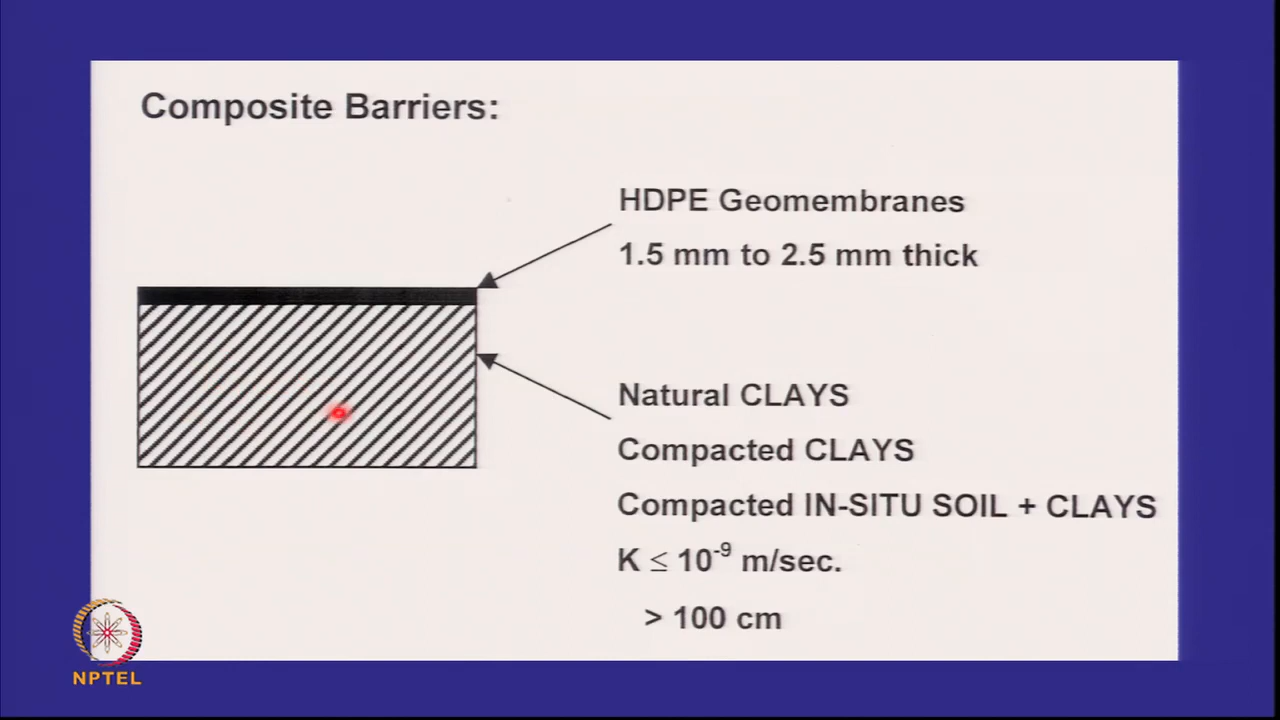 Composite Barriers:
HDPE Geomembranes
1.5 mm to 2.5 mm thick
Natural CLAYS
Compacted CLAYS
Compacted IN-SITU SOIL + CLAYS
K ≤ 10⁻⁹ m/sec.
> 100 cm
NPTEL